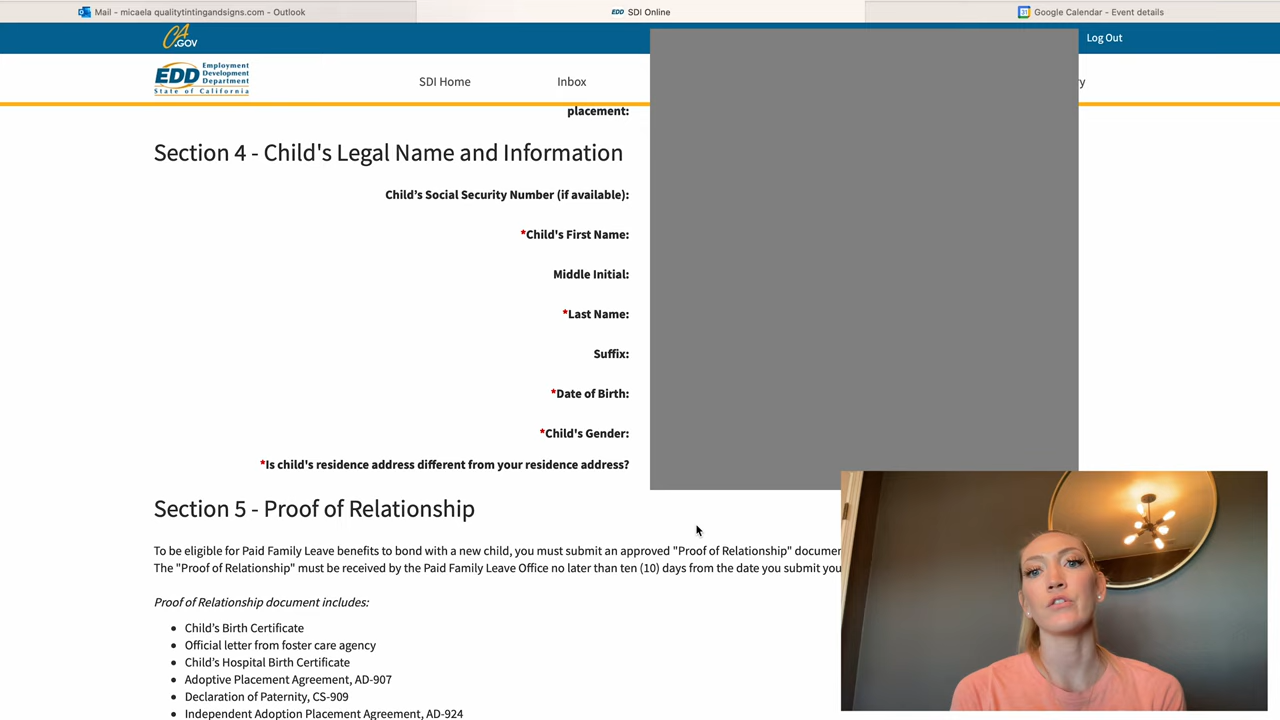 Mail - micaela qualitytintingandsigns.com - Outlook
EDD SDI Online
Google Calendar - Event details
CA.GOV
Log Out
EDD Employment Development Department State of California
SDI Home
Inbox
ry
placement:
Section 4 - Child's Legal Name and Information
Child's Social Security Number (if available):
*Child's First Name:
Middle Initial:
*Last Name:
Suffix:
*Date of Birth:
*Child's Gender:
*Is child's residence address different from your residence address?
Section 5 - Proof of Relationship
To be eligible for Paid Family Leave benefits to bond with a new child, you must submit an approved "Proof of Relationship" documen
The "Proof of Relationship" must be received by the Paid Family Leave Office no later than ten (10) days from the date you submit you
Proof of Relationship document includes:
• Child's Birth Certificate
• Official letter from foster care agency
• Child's Hospital Birth Certificate
• Adoptive Placement Agreement, AD-907
• Declaration of Paternity, CS-909
• Independent Adoption Placement Agreement, AD-924